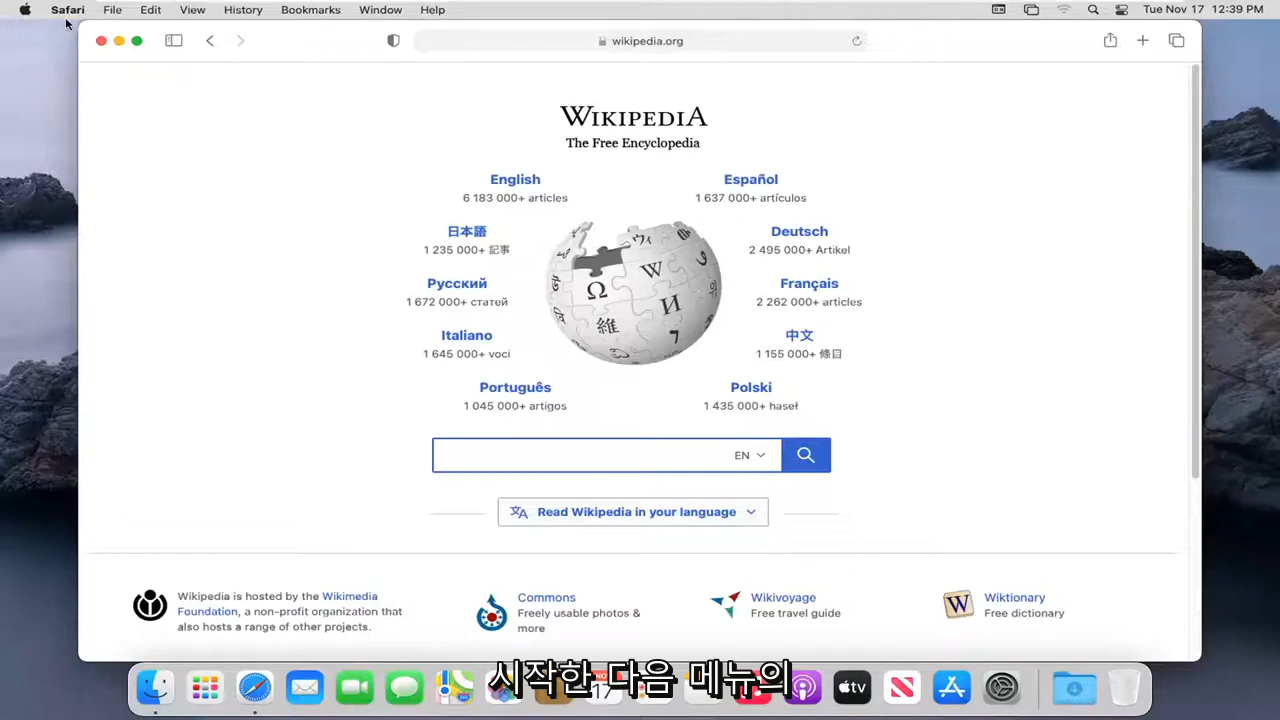 Safari File Edit View History Bookmarks Window Help Tue Nov 17 12:39 PM
wikipedia.org
WIKIPEDIA
The Free Encyclopedia
English
6 183 000+ articles
Español
1 637 000+ artículos
日本語
1 235 000+ 記事
Deutsch
2 495 000+ Artikel
Русский
1 672 000+ статей
Français
2 262 000+ articles
Italiano
1 645 000+ voci
中文
1 155 000+ 條目
Português
1 045 000+ artigos
Polski
1 435 000+ haseł
EN
Read Wikipedia in your language
Wikipedia is hosted by the Wikimedia
Foundation, a non-profit organization that
also hosts a range of other projects.
Commons
Freely usable photos &
more
Wikivoyage
Free travel guide
Wiktionary
Free dictionary
시작한 다음 메뉴의
17
tv